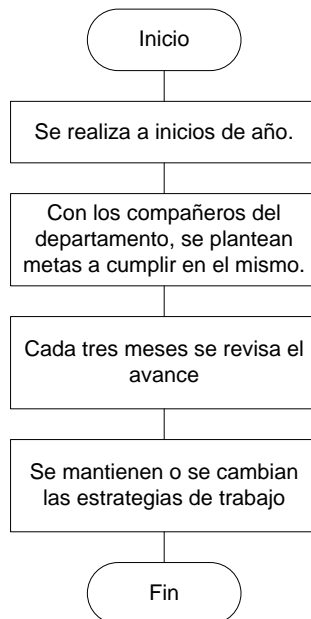 Inicio
Se realiza a inicios de año.
Con los compañeros del
departamento, se plantean
metas a cumplir en el mismo.
Cada tres meses se revisa el
avance
Se mantienen o se cambian
las estrategias de trabajo
Fin